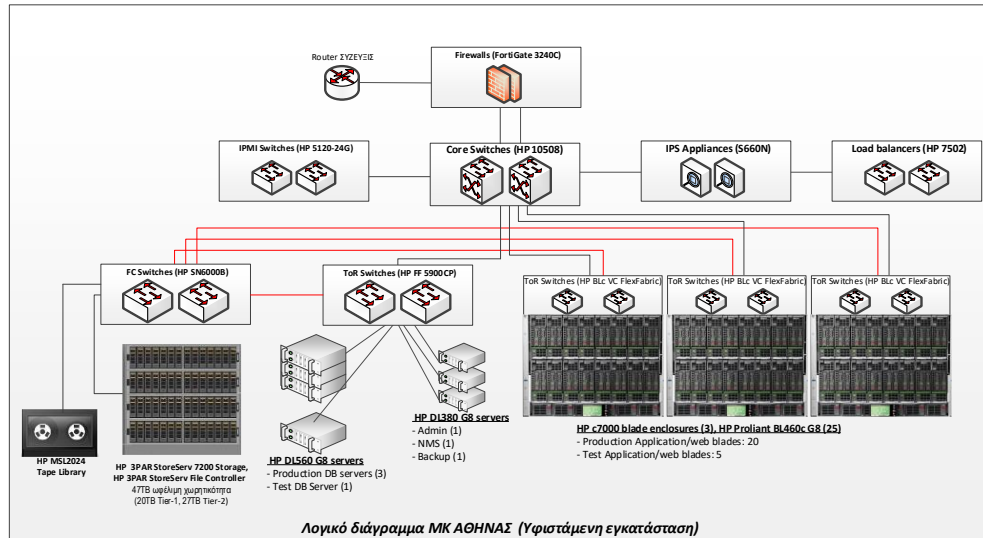 Firewalls (FortiGate 3240C)
Router ΣΥΖΕΥΞΙΣ
IPMI Switches (HP 5120-24G)
Core Switches (HP 10508)
IPS Appliances (S660N)
Load balancers (HP 7502)
FC Switches (HP SN6000B)
ToR Switches (HP FF 5900CP)
ToR Switches (HP BLc VC FlexFabric)
ToR Switches (HP BLc VC FlexFabric)
ToR Switches (HP BLc VC FlexFabric)
HP MSL2024
Tape Library
HP 3PAR StoreServ 7200 Storage,
HP 3PAR StoreServ File Controller
47TB ωφέλιμη χωρητικότητα
(20TB Tier-1, 27TB Tier-2)
HP DL560 G8 servers
- Production DB servers (3)
- Test DB Server (1)
HP DL380 G8 servers
- Admin (1)
- NMS (1)
- Backup (1)
HP c7000 blade enclosures (3), HP Proliant BL460c G8 (25)
- Production Application/web blades: 20
- Test Application/web blades: 5
Λογικό διάγραμμα ΜΚ ΑΘΗΝΑΣ (Υφιστάμενη εγκατάσταση)